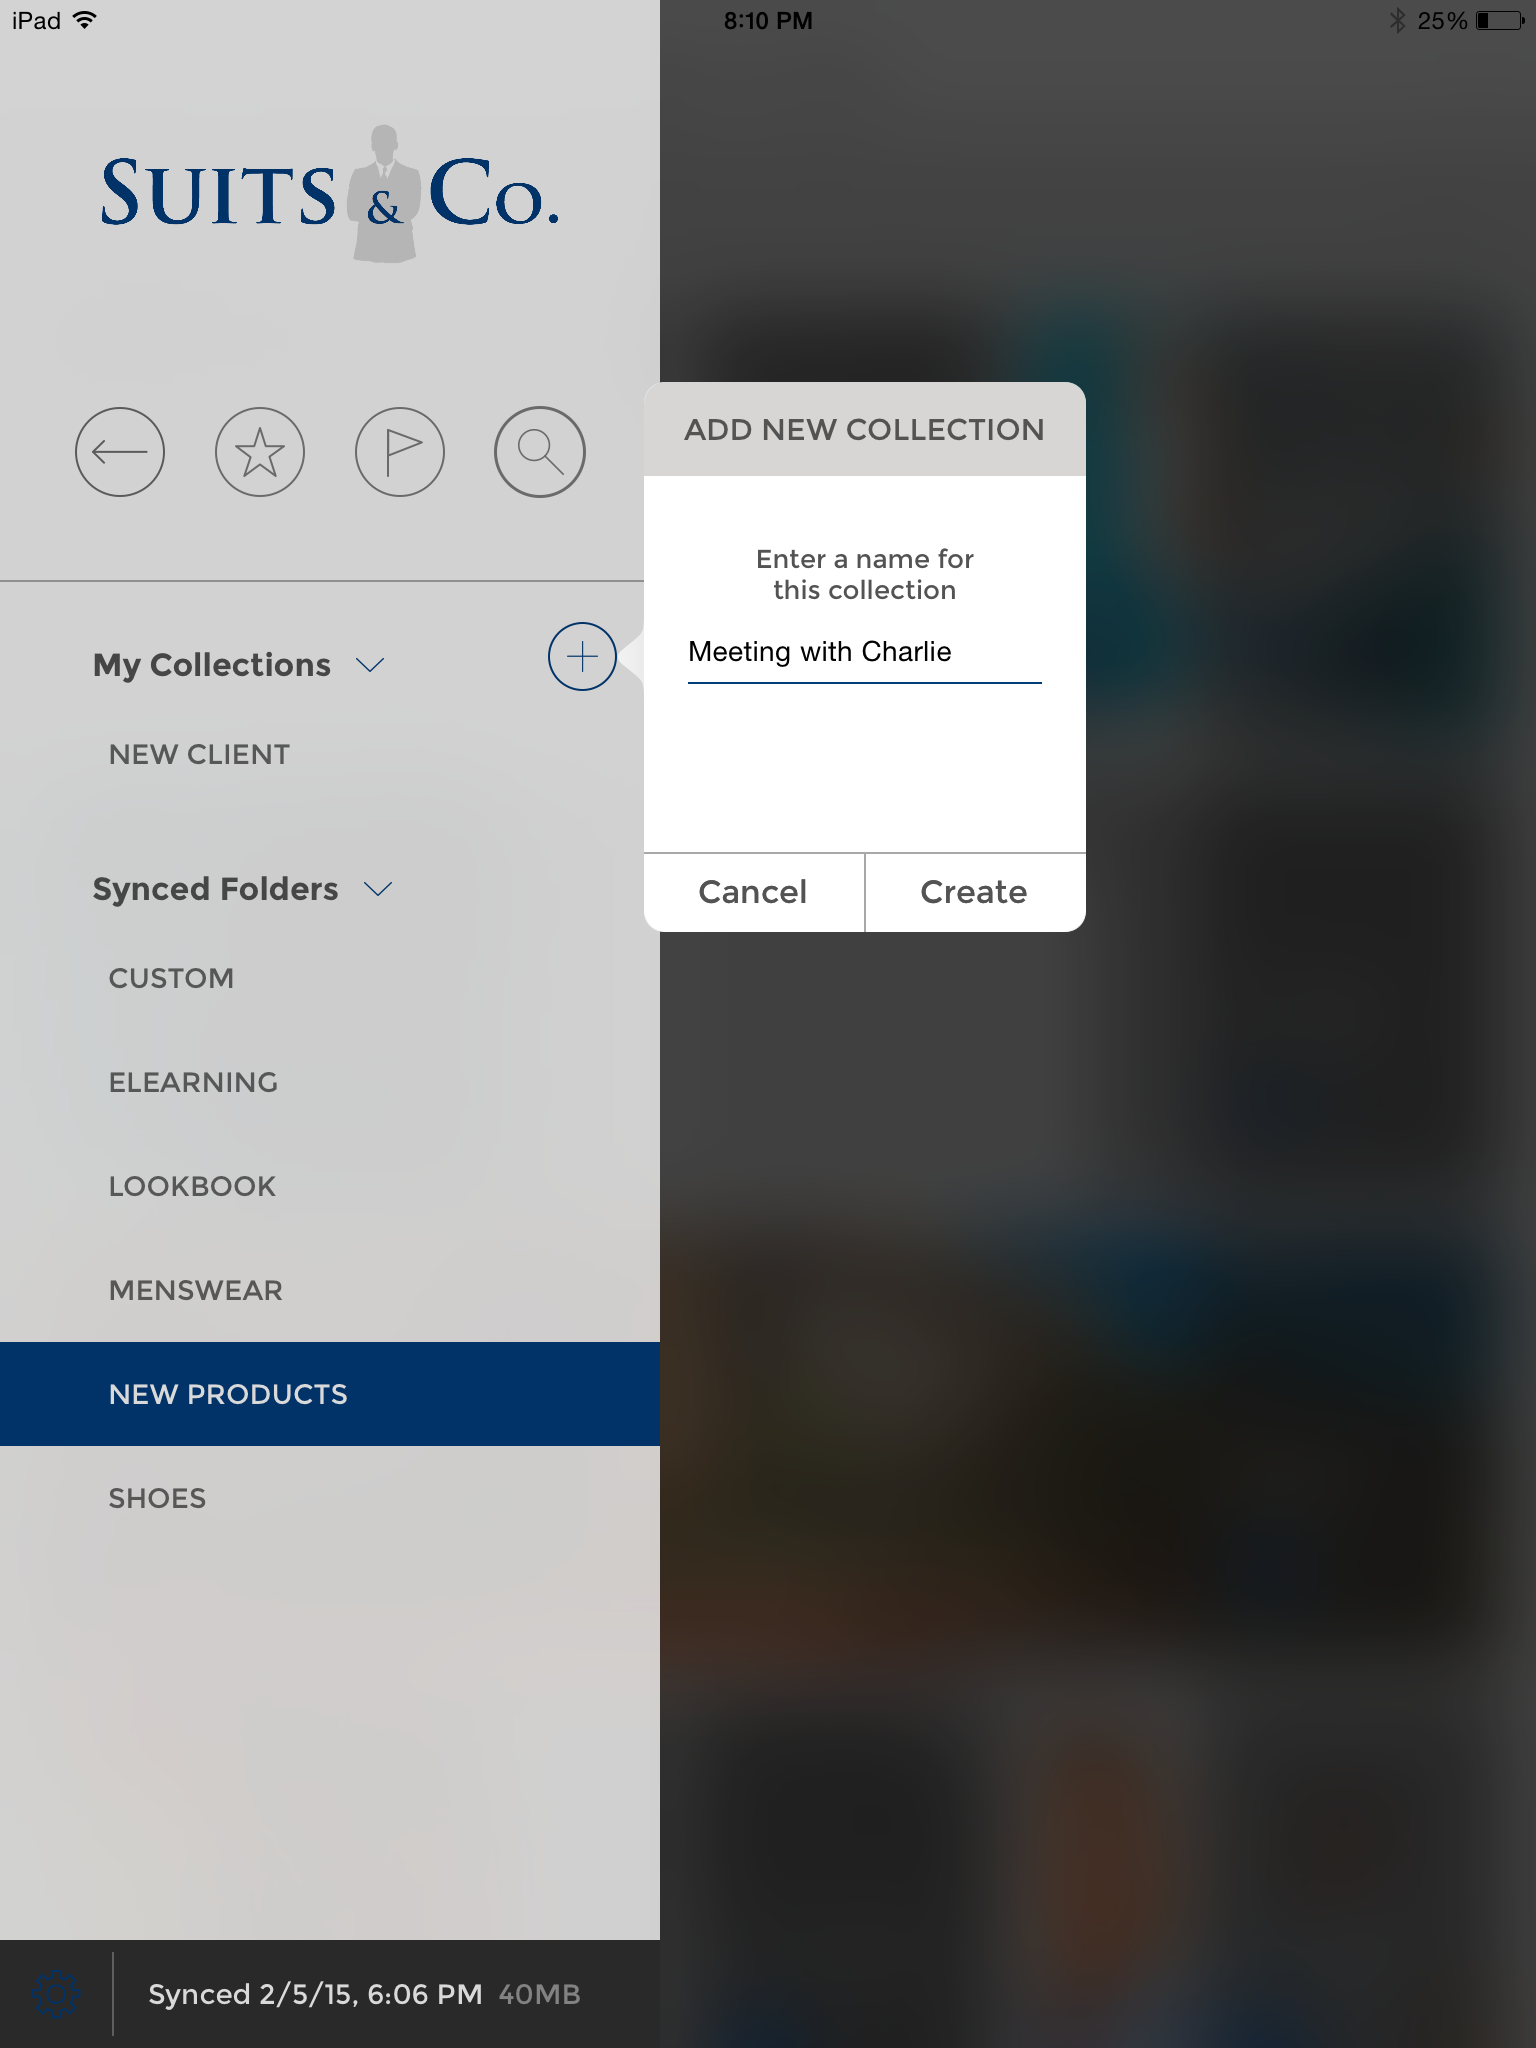 iPad
8:10 PM
25%
SUITS & CO.
ADD NEW COLLECTION
Enter a name for
this collection
Meeting with Charlie
Cancel
Create
My Collections
NEW CLIENT
Synced Folders
CUSTOM
ELEARNING
LOOKBOOK
MENSWEAR
NEW PRODUCTS
SHOES
Synced 2/5/15, 6:06 PM 40MB